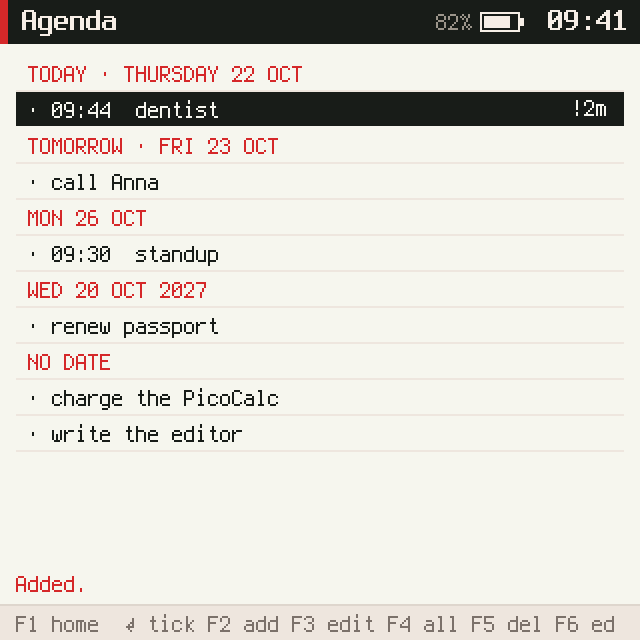 Agenda 82% 09:41
TODAY · THURSDAY 22 OCT
· 09:44 dentist !2m
TOMORROW · FRI 23 OCT
· call Anna
MON 26 OCT
· 09:30 standup
WED 20 OCT 2027
· renew passport
NO DATE
· charge the PicoCalc
· write the editor
Added.
F1 home ↲ tick F2 add F3 edit F4 all F5 del F6 ed